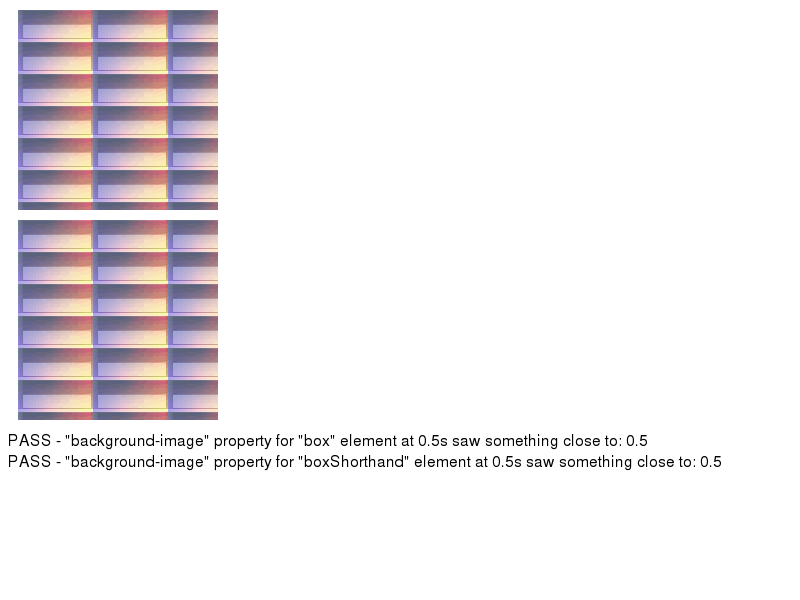 PASS - "background-image" property for "box" element at 0.5s saw something close to: 0.5
PASS - "background-image" property for "boxShorthand" element at 0.5s saw something close to: 0.5